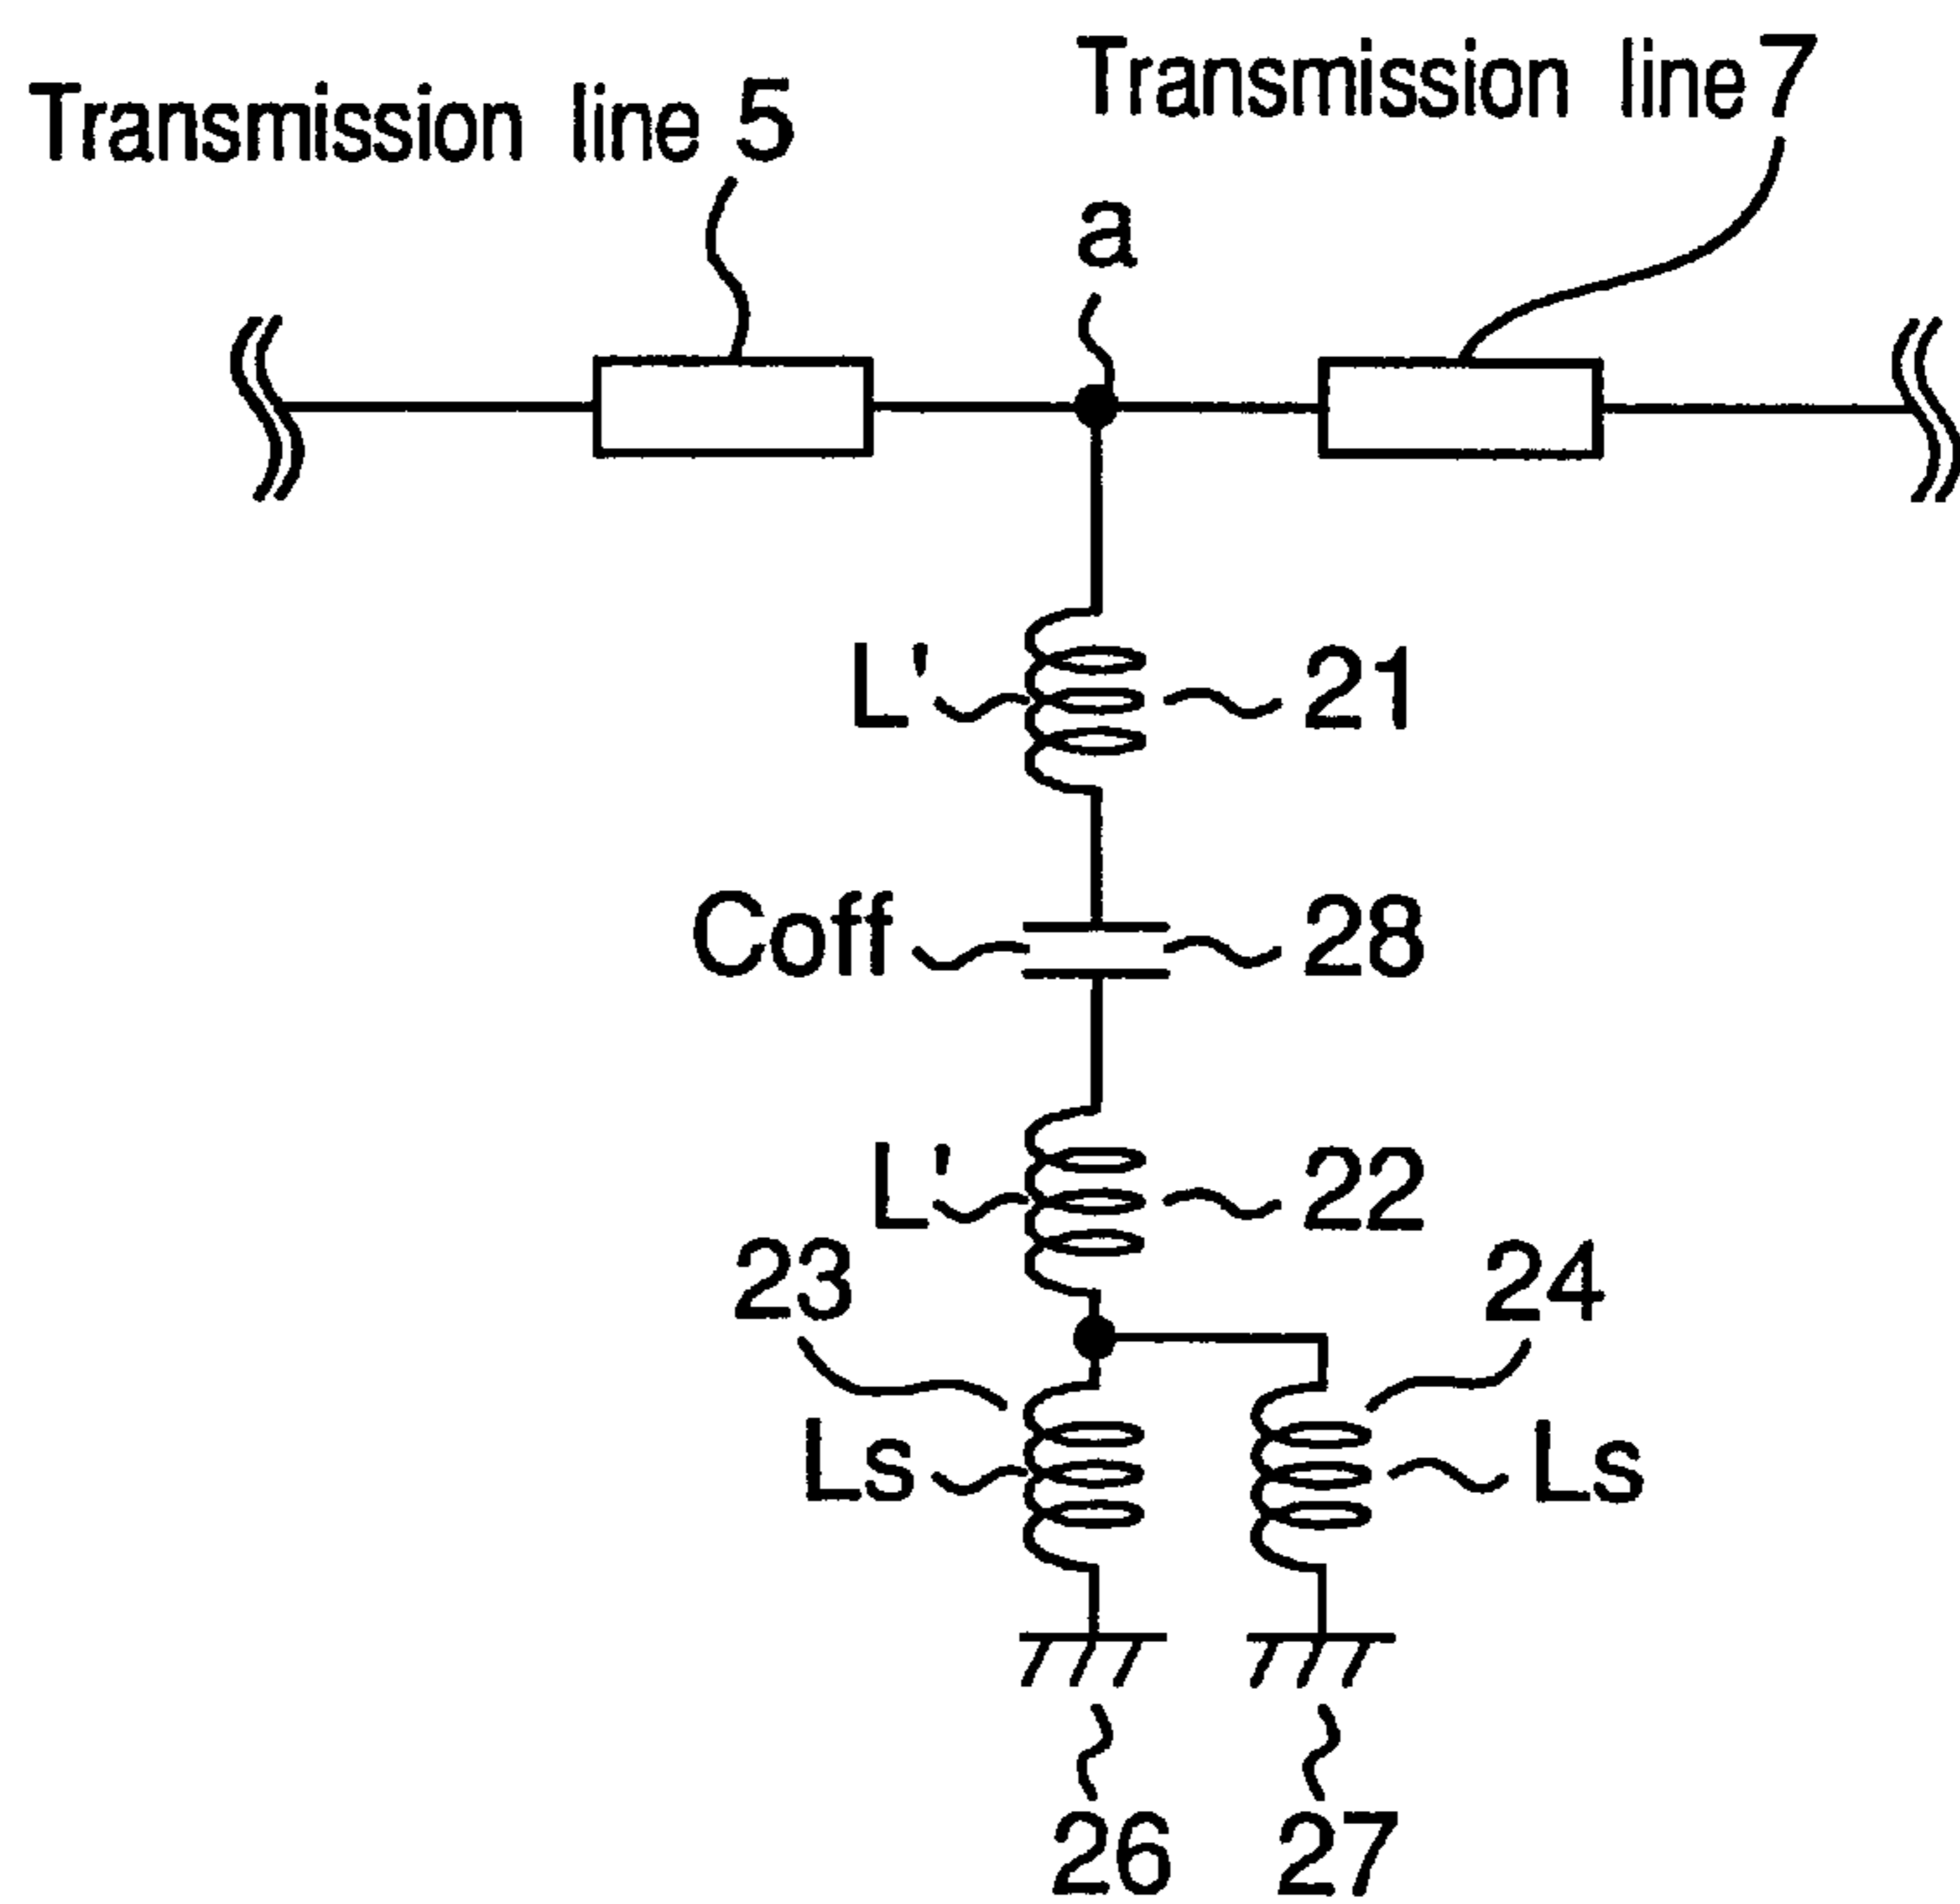 Transmission line 5
Transmission line 7
a
L'
21
Coff
28
L'
22
23
24
Ls
Ls
26
27